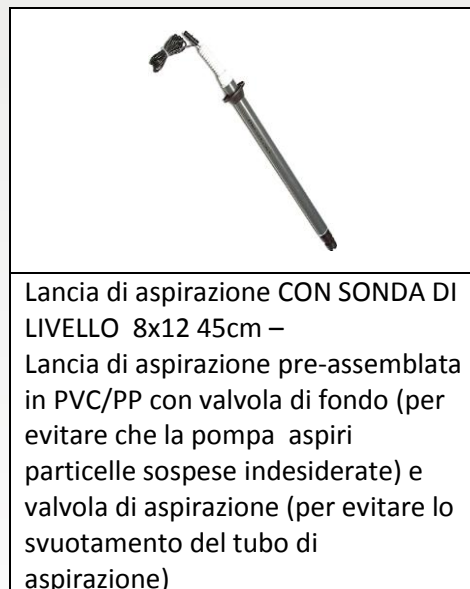 Lancia di aspirazione CON SONDA DI
LIVELLO  8x12 45cm –
Lancia di aspirazione pre-assemblata
in PVC/PP con valvola di fondo (per
evitare che la pompa  aspiri
particelle sospese indesiderate) e
valvola di aspirazione (per evitare lo
svuotamento del tubo di
aspirazione)